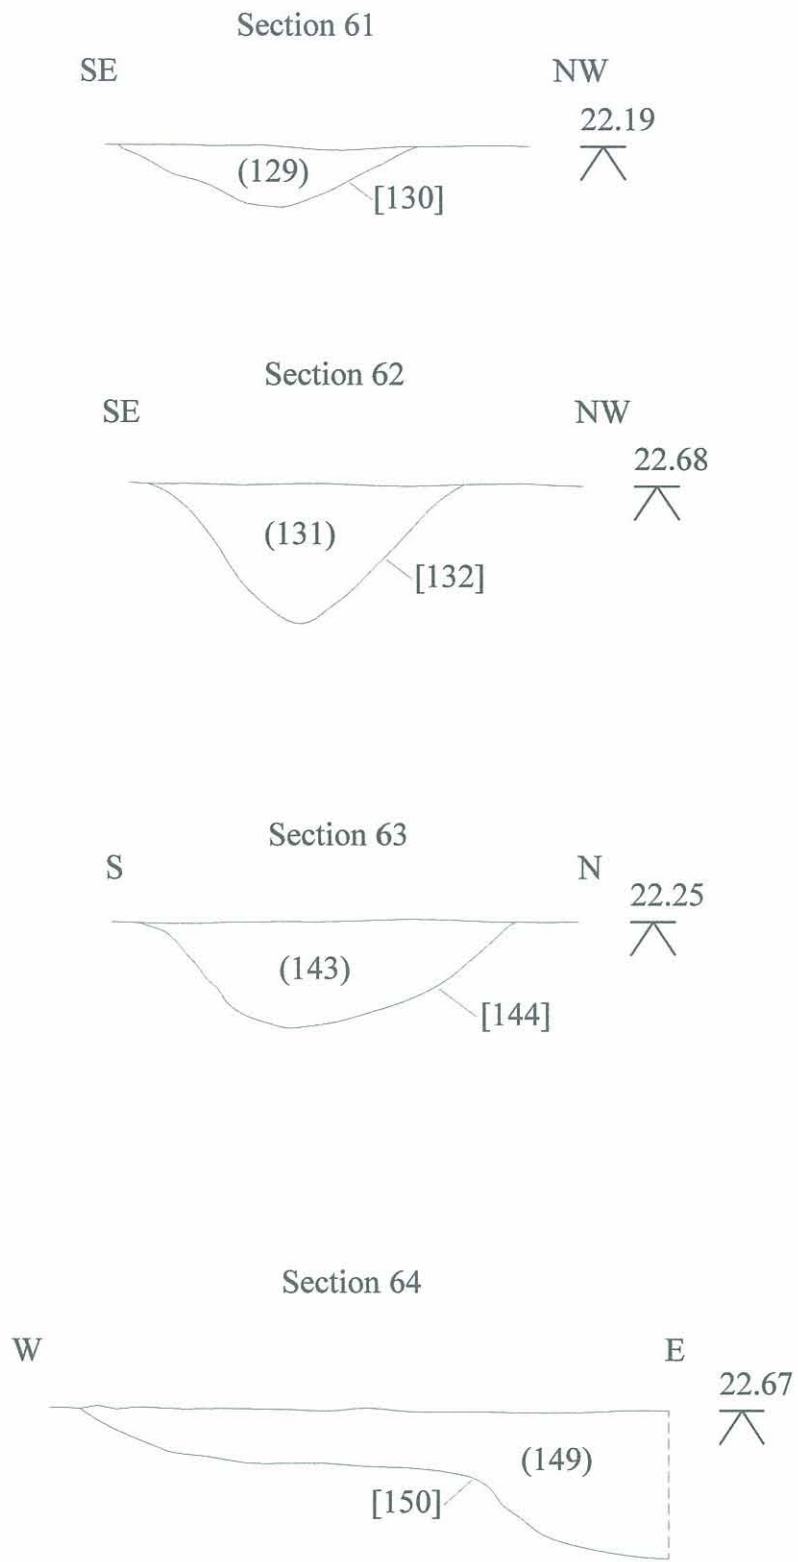 Section 61
SE NW
22.19
(129)
[130]
Section 62
SE NW
22.68
(131)
[132]
Section 63
S N
22.25
(143)
[144]
Section 64
W E
22.67
(149)
[150]